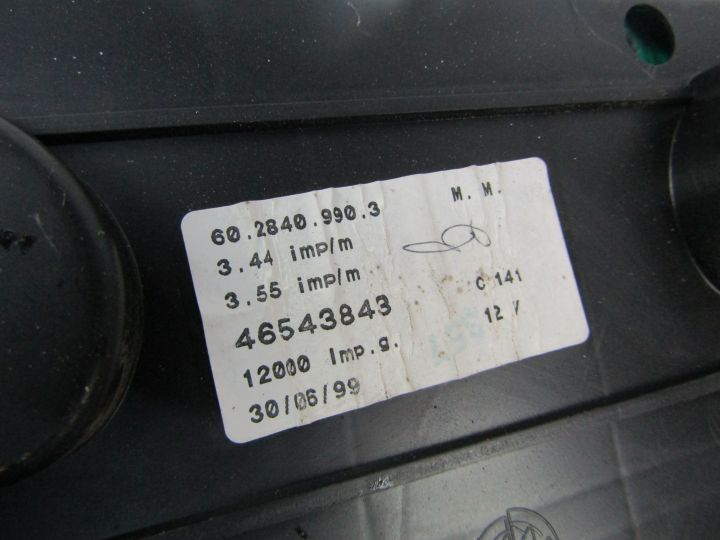 60.2840.990.3 M. M.
3.44 imp/m
3.55 imp/m
46543843 C 141
12000 Imp.g. 12 V
30/06/99